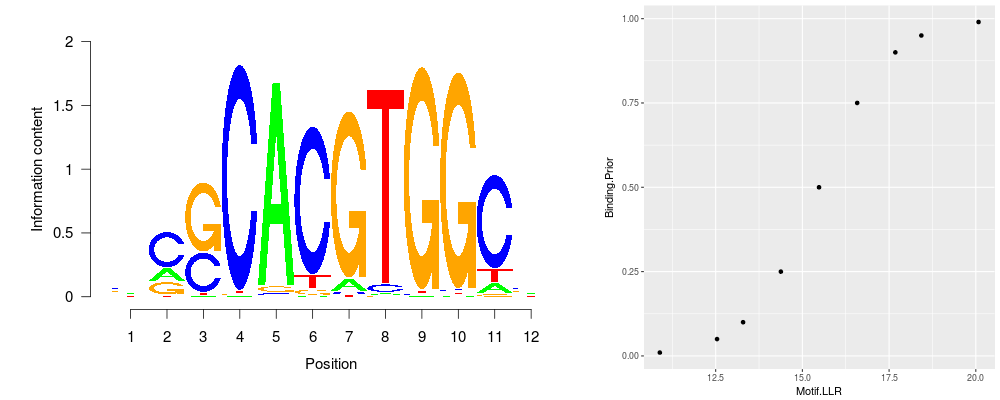 2
1.5
1
0.5
0
Information content
C A G
G C
C
A
C T
G A
T C
G
G
C T A
1 2 3 4 5 6 7 8 9 10 11 12
Position
1.00
0.75
0.50
0.25
0.00
Binding.Prior
12.5 15.0 17.5 20.0
Motif.LLR